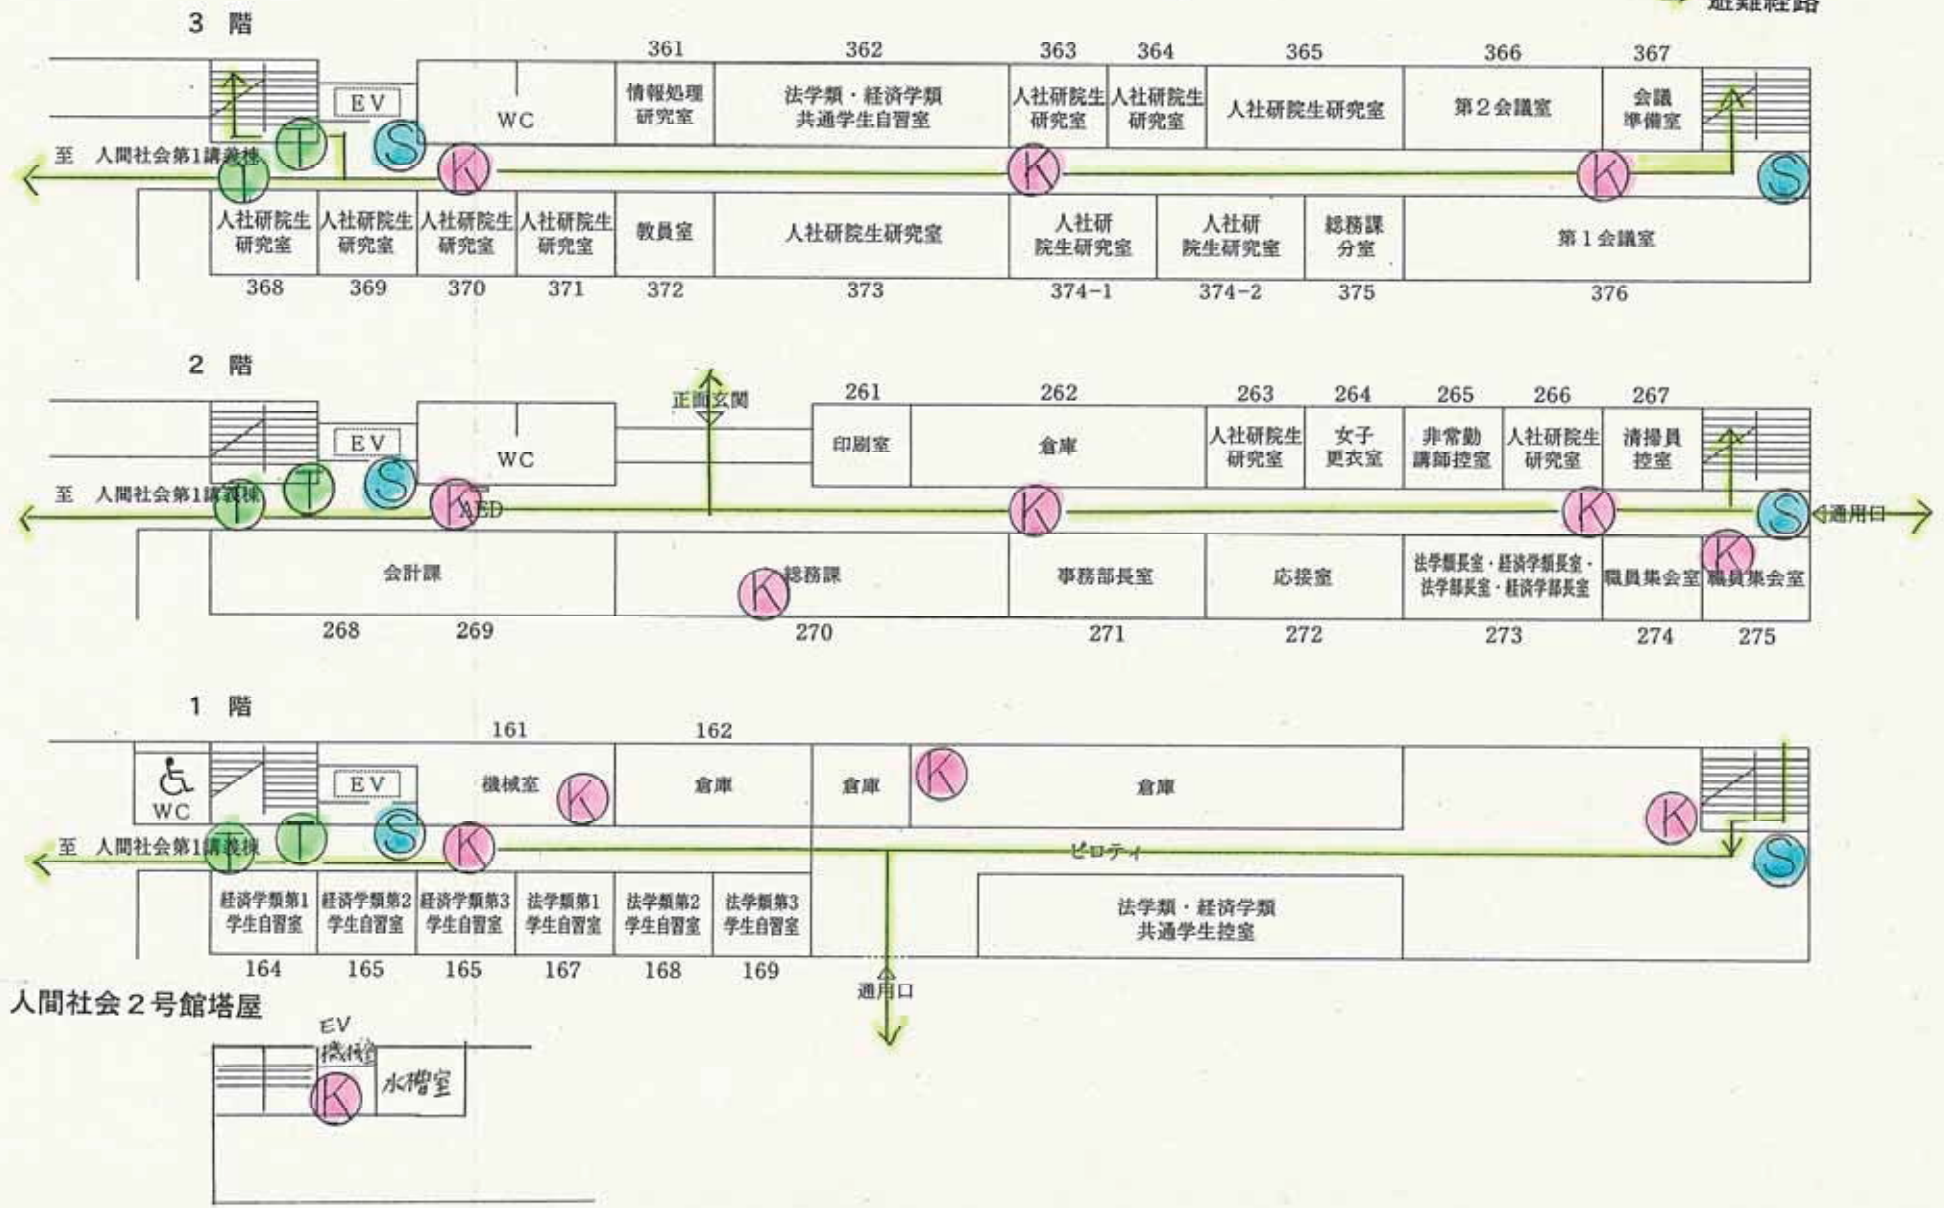 避難経路
3 階
361 362 363 364 365 366 367
EV
WC
情報処理
研究室
法学類・経済学類
共通学生自習室
人社研院生
研究室
人社研院生
研究室
人社研院生研究室
第2会議室
会議
準備室
至 人間社会第1講義棟
T T S K K K S
人社研院生
研究室
人社研院生
研究室
人社研院生
研究室
人社研院生
研究室
教員室
人社研院生研究室
人社研
院生研究室
人社研
院生研究室
総務課
分室
第1会議室
368 369 370 371 372 373 374-1 374-2 375 376
2 階
正面玄関
261 262 263 264 265 266 267
EV
WC
印刷室
倉庫
人社研院生
研究室
女子
更衣室
非常勤
講師控室
人社研院生
研究室
清掃員
控室
至 人間社会第1講義棟
T T S K AED K K S
通用口
会計課
K 総務課
事務部長室
応接室
法学類長室・経済学類長室・
法学部長室・経済学部長室
職員集会室
K
職員集会室
268 269 270 271 272 273 274 275
1 階
161 162
WC
EV
機械室 K
倉庫
倉庫
K 倉庫
K
至 人間社会第1講義棟
T T S K
ピロティ
S
経済学類第1
学生自習室
経済学類第2
学生自習室
経済学類第3
学生自習室
法学類第1
学生自習室
法学類第2
学生自習室
法学類第3
学生自習室
法学類・経済学類
共通学生控室
164 165 165 167 168 169
通用口
人間社会2号館塔屋
EV
機械室
K
水槽室